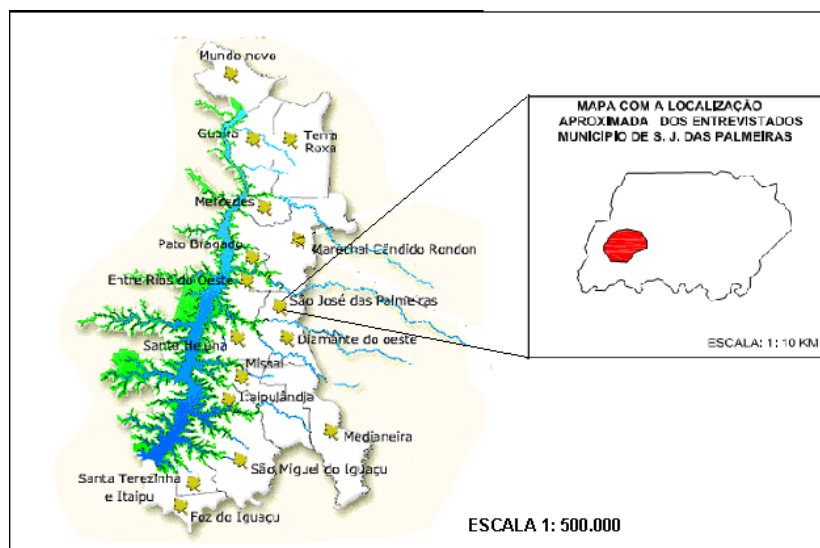 Mundo novo
Guaíra
Terra
Roxa
Mercedes
Pato Bragado
Marechal Cândido Rondon
Entre Rios do Oeste
São José das Palmeiras
Santa Helena
Diamante do oeste
Missal
Itaipulândia
Medianeira
São Miguel do Iguaçu
Santa Terezinha
e Itaipu
Foz do Iguaçu
ESCALA 1: 500.000
MAPA COM A LOCALIZAÇÃO
APROXIMADA DOS ENTREVISTADOS
MUNICÍPIO DE S. J. DAS PALMEIRAS
ESCALA: 1: 10 KM